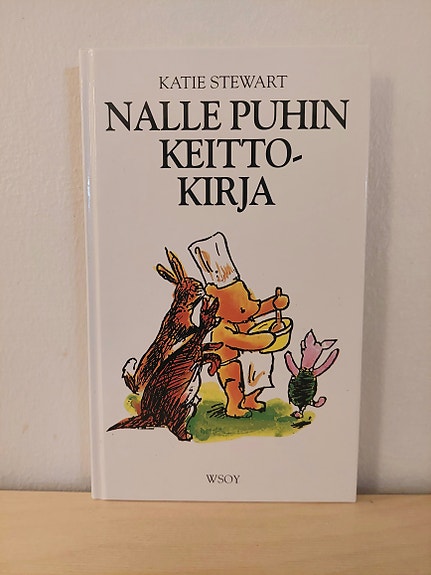 KATIE STEWART
NALLE PUHIN
KEITTO-
KIRJA
WSOY